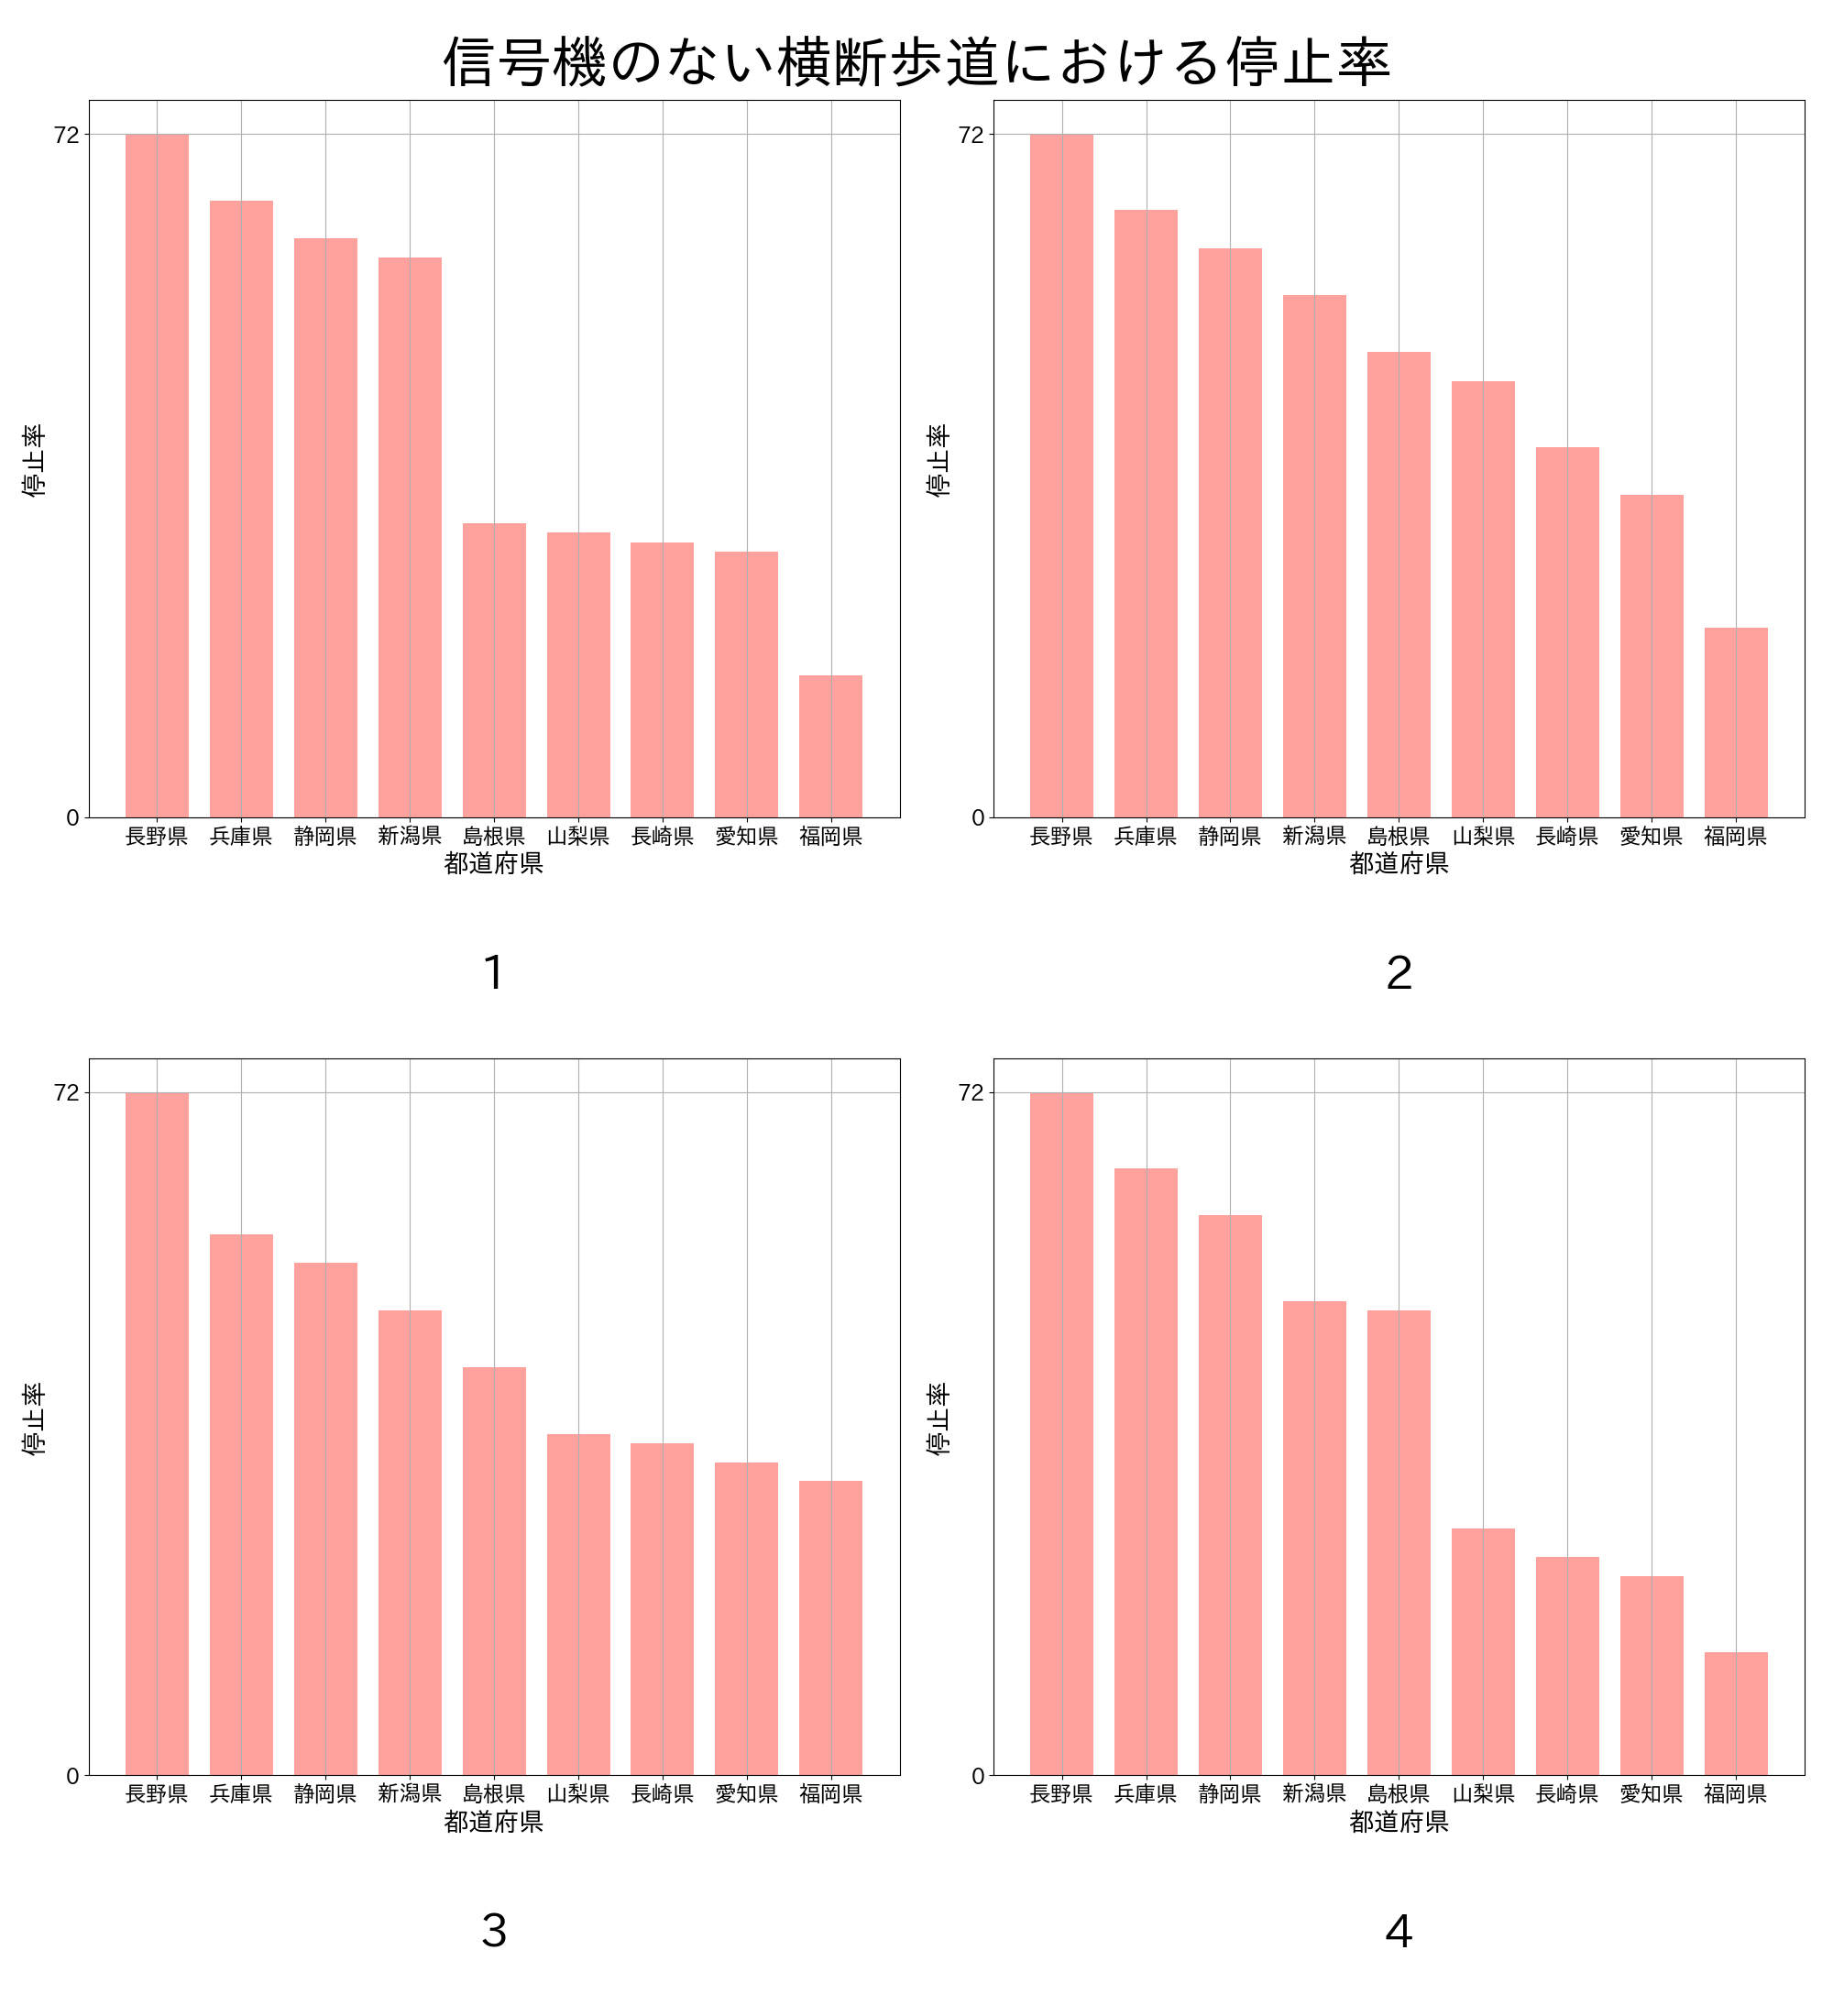 信号機のない横断歩道における停止率
72
0
停止率
長野県 兵庫県 静岡県 新潟県 島根県 山梨県 長崎県 愛知県 福岡県
都道府県
1
72
0
停止率
長野県 兵庫県 静岡県 新潟県 島根県 山梨県 長崎県 愛知県 福岡県
都道府県
2
72
0
停止率
長野県 兵庫県 静岡県 新潟県 島根県 山梨県 長崎県 愛知県 福岡県
都道府県
3
72
0
停止率
長野県 兵庫県 静岡県 新潟県 島根県 山梨県 長崎県 愛知県 福岡県
都道府県
4